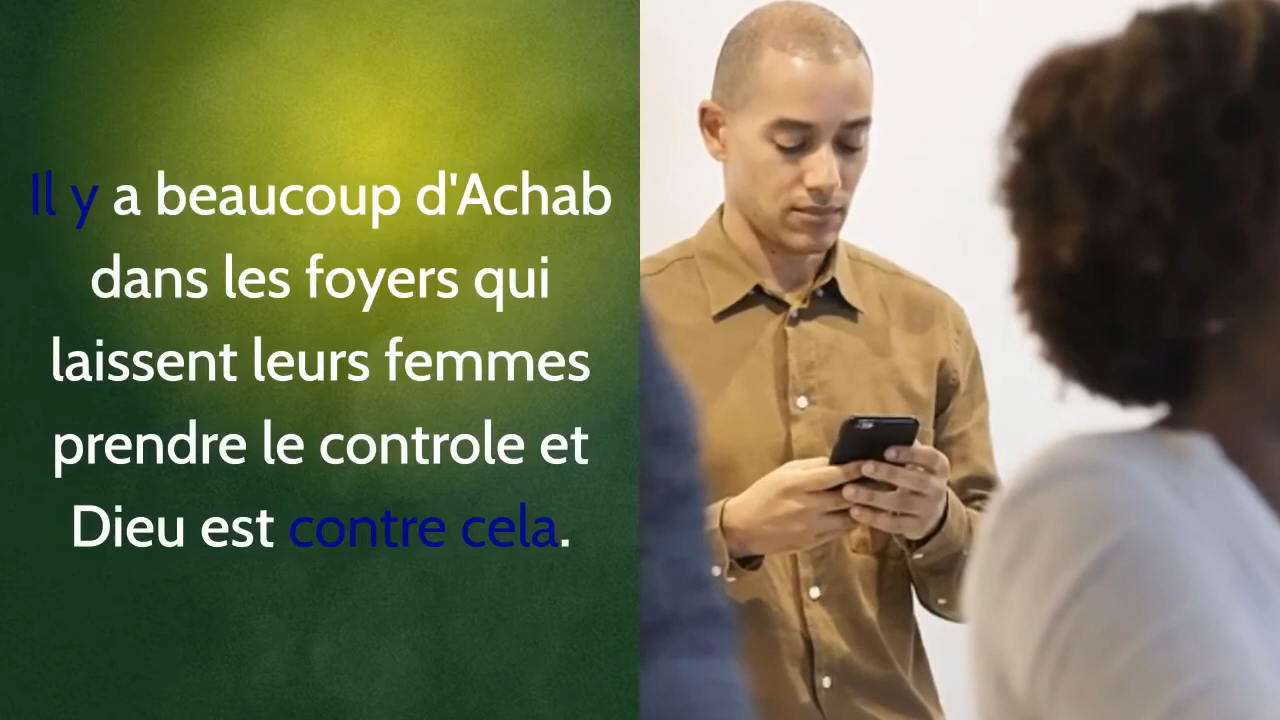 Il y a beaucoup d'Achab
dans les foyers qui
laissent leurs femmes
prendre le controle et
Dieu est contre cela.